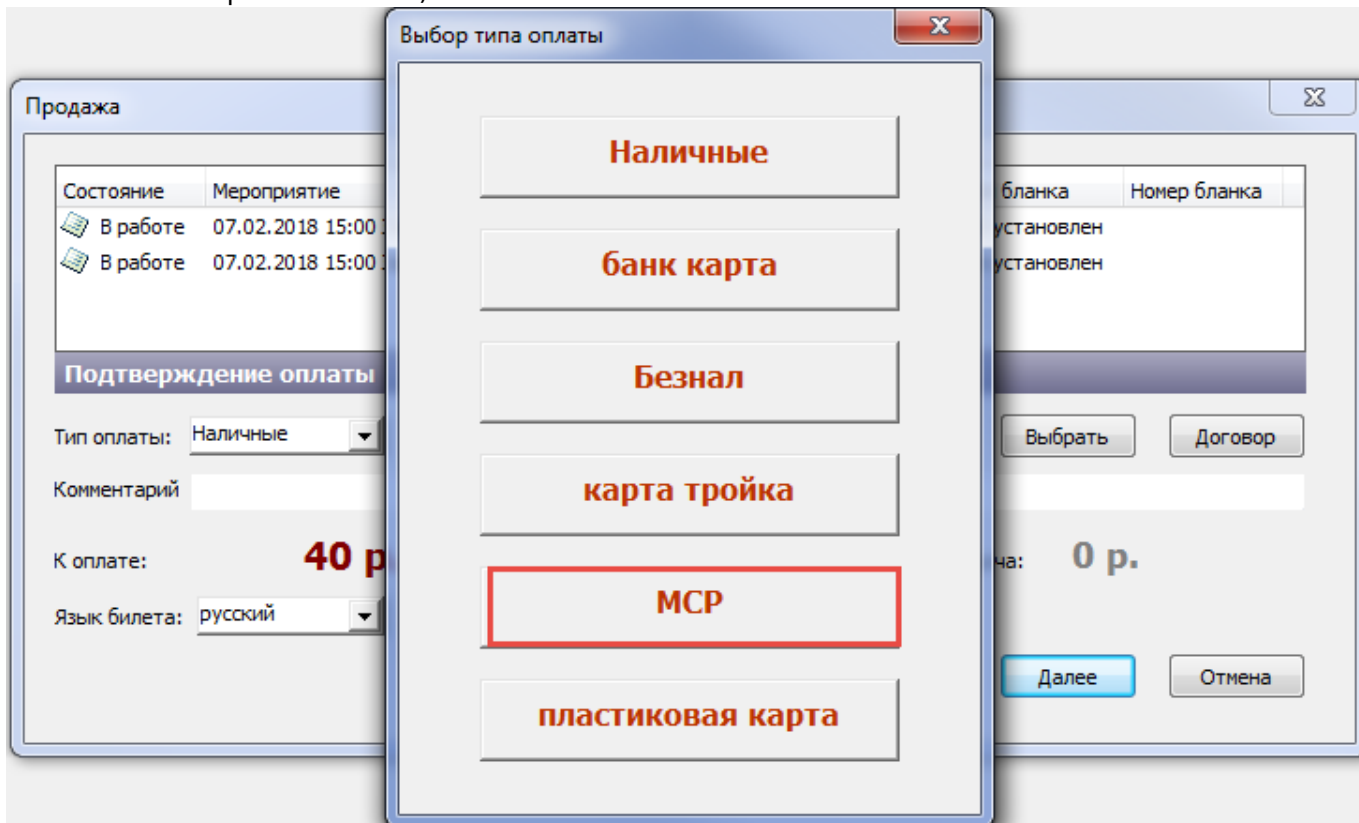 Выбор типа оплаты
Продажа
Наличные
Состояние Мероприятие бланка Номер бланка
В работе 07.02.2018 15:00 установлен
В работе 07.02.2018 15:00 установлен
банк карта
Безнал
Подтверждение оплаты
Тип оплаты: Наличные Выбрать Договор
Комментарий
карта тройка
К оплате: 40 р 0 р.
МСР
Язык билета: русский
Далее Отмена
пластиковая карта